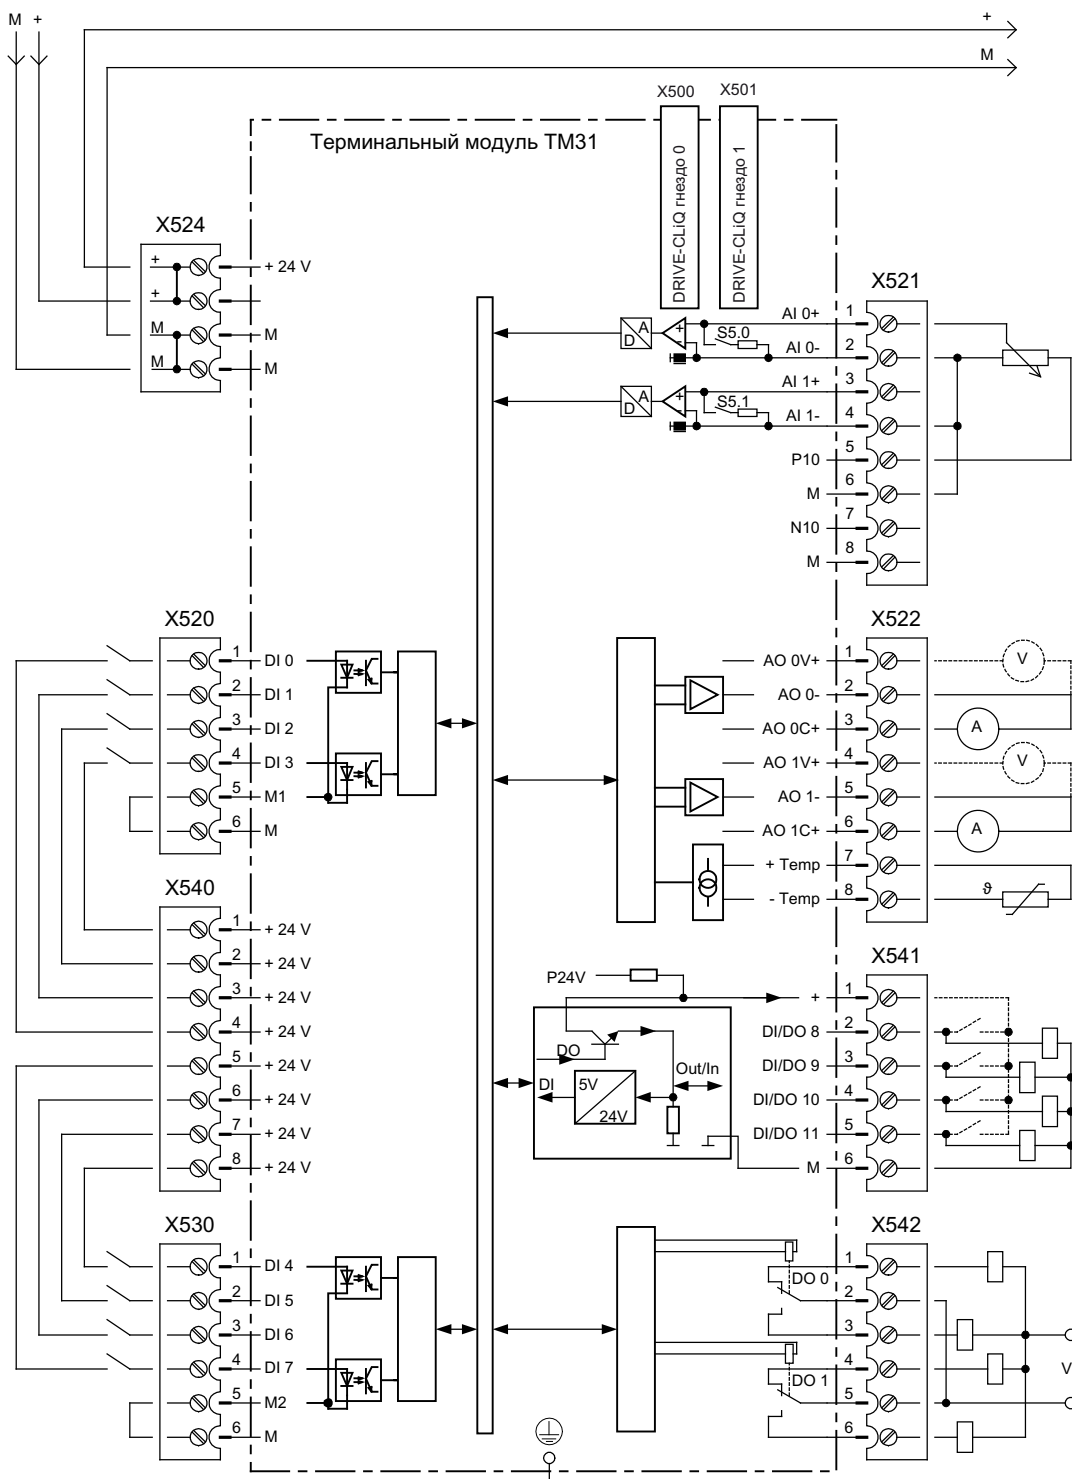 M +
+
M
X500 X501
DRIVE-CLiQ гнездо 0
DRIVE-CLiQ гнездо 1
Терминальный модуль TM31
X524
+ + 24 V
+
M M
M M
X521
AI 0+ 1
S5.0
AI 0- 2
A
D
+
-
AI 1+ 3
S5.1
AI 1- 4
A
D
+
-
P10 5
M 6
N10 7
M 8
X520
1 DI 0
2 DI 1
3 DI 2
4 DI 3
5 M1
6 M
X522
AO 0V+ 1 V
AO 0- 2
AO 0C+ 3 A
AO 1V+ 4 V
AO 1- 5
AO 1C+ 6 A
+ Temp 7
- Temp 8 ϑ
X540
1 + 24 V
2 + 24 V
3 + 24 V
4 + 24 V
5 + 24 V
6 + 24 V
7 + 24 V
8 + 24 V
X541
P24V
+ 1
DI/DO 8 2
DI/DO 9 3
DI/DO 10 4
DI/DO 11 5
M 6
DO
DI
5V
24V
Out/In
X530
1 DI 4
2 DI 5
3 DI 6
4 DI 7
5 M2
6 M
X542
1
DO 0
2
3
4
DO 1
5
6
V